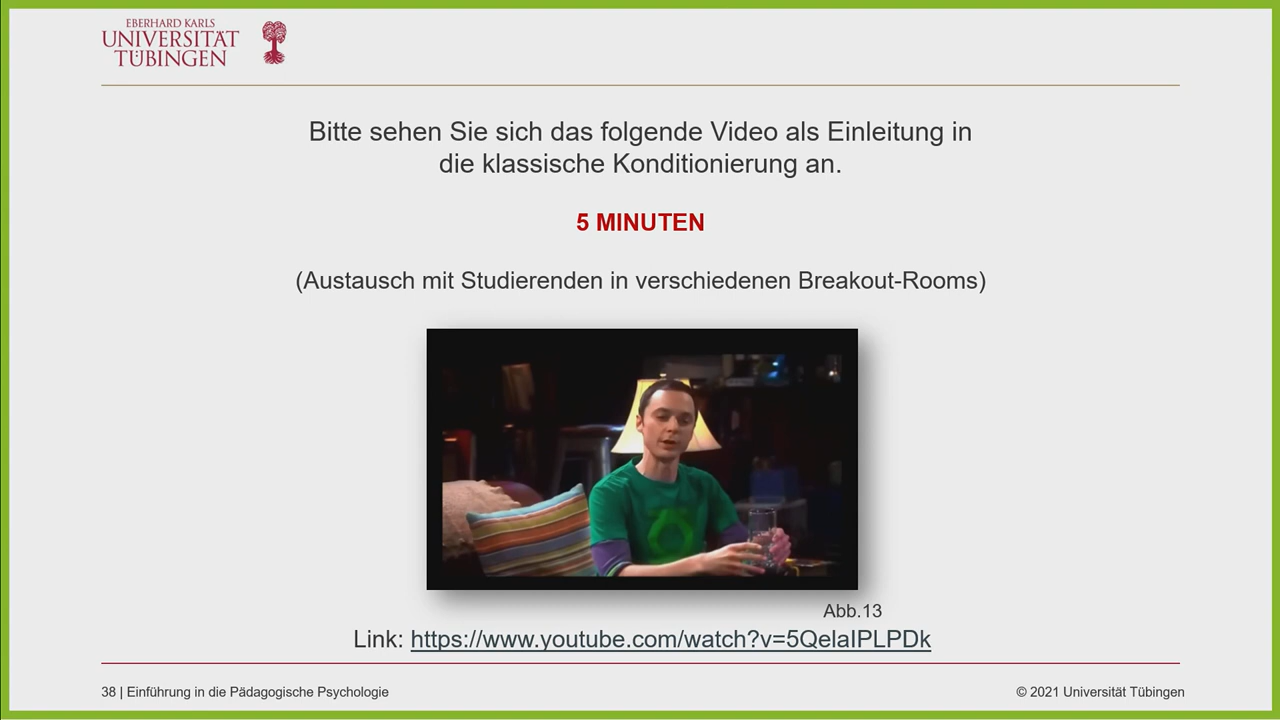 EBERHARD KARLS
UNIVERSITÄT
TÜBINGEN
Bitte sehen Sie sich das folgende Video als Einleitung in
die klassische Konditionierung an.
5 MINUTEN
(Austausch mit Studierenden in verschiedenen Breakout-Rooms)
Abb.13
Link: https://www.youtube.com/watch?v=5QelaIPLPDk
38 | Einführung in die Pädagogische Psychologie
© 2021 Universität Tübingen